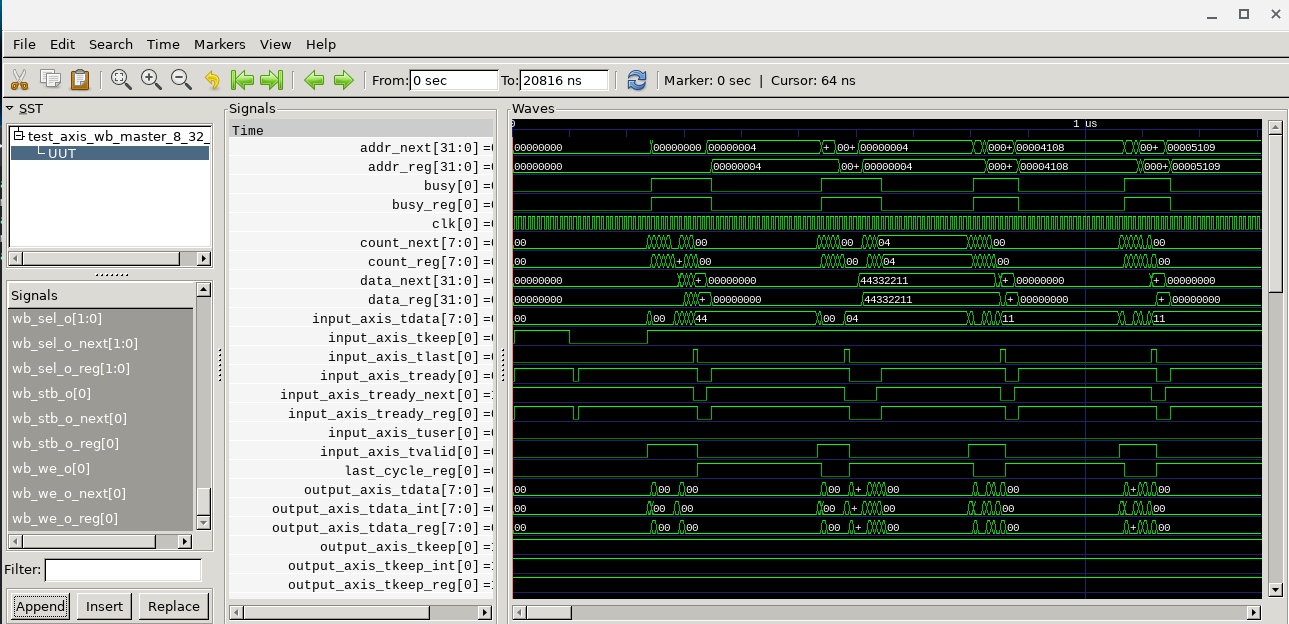 File Edit Search Time Markers View Help
From: 0 sec To: 20816 ns Marker: 0 sec | Cursor: 64 ns
SST
test_axis_wb_master_8_32_
UUT
Signals
wb_sel_o[1:0]
wb_sel_o_next[1:0]
wb_sel_o_reg[1:0]
wb_stb_o[0]
wb_stb_o_next[0]
wb_stb_o_reg[0]
wb_we_o[0]
wb_we_o_next[0]
wb_we_o_reg[0]
Filter:
Append Insert Replace
Signals
Time
addr_next[31:0] =
addr_reg[31:0] =
busy[0] =
busy_reg[0] =
clk[0] =
count_next[7:0] =
count_reg[7:0] =
data_next[31:0] =
data_reg[31:0] =
input_axis_tdata[7:0] =
input_axis_tkeep[0] =
input_axis_tlast[0] =
input_axis_tready[0] =
input_axis_tready_next[0] =
input_axis_tready_reg[0] =
input_axis_tuser[0] =
input_axis_tvalid[0] =
last_cycle_reg[0] =
output_axis_tdata[7:0] =
output_axis_tdata_int[7:0] =
output_axis_tdata_reg[7:0] =
output_axis_tkeep[0] =
output_axis_tkeep_int[0] =
output_axis_tkeep_reg[0] =
Waves
0 1 us
00000000 00000000 00000004 + 00+ 00000004 000+ 00004108 00+ 00005109
00000000 00000004 00+ 00000004 000+ 00004108 000+ 00005109
00 00 00 04 00 00
00 + 00 00 04 00 00
00000000 + 00000000 44332211 + 00000000 + 00000000
00000000 + 00000000 44332211 + 00000000 + 00000000
00 00 44 00 04 11 11
00 00 00 00 + 00 00 + 00
00 00 00 00 + 00 00 00
00 00 00 00 + 00 00 + 00